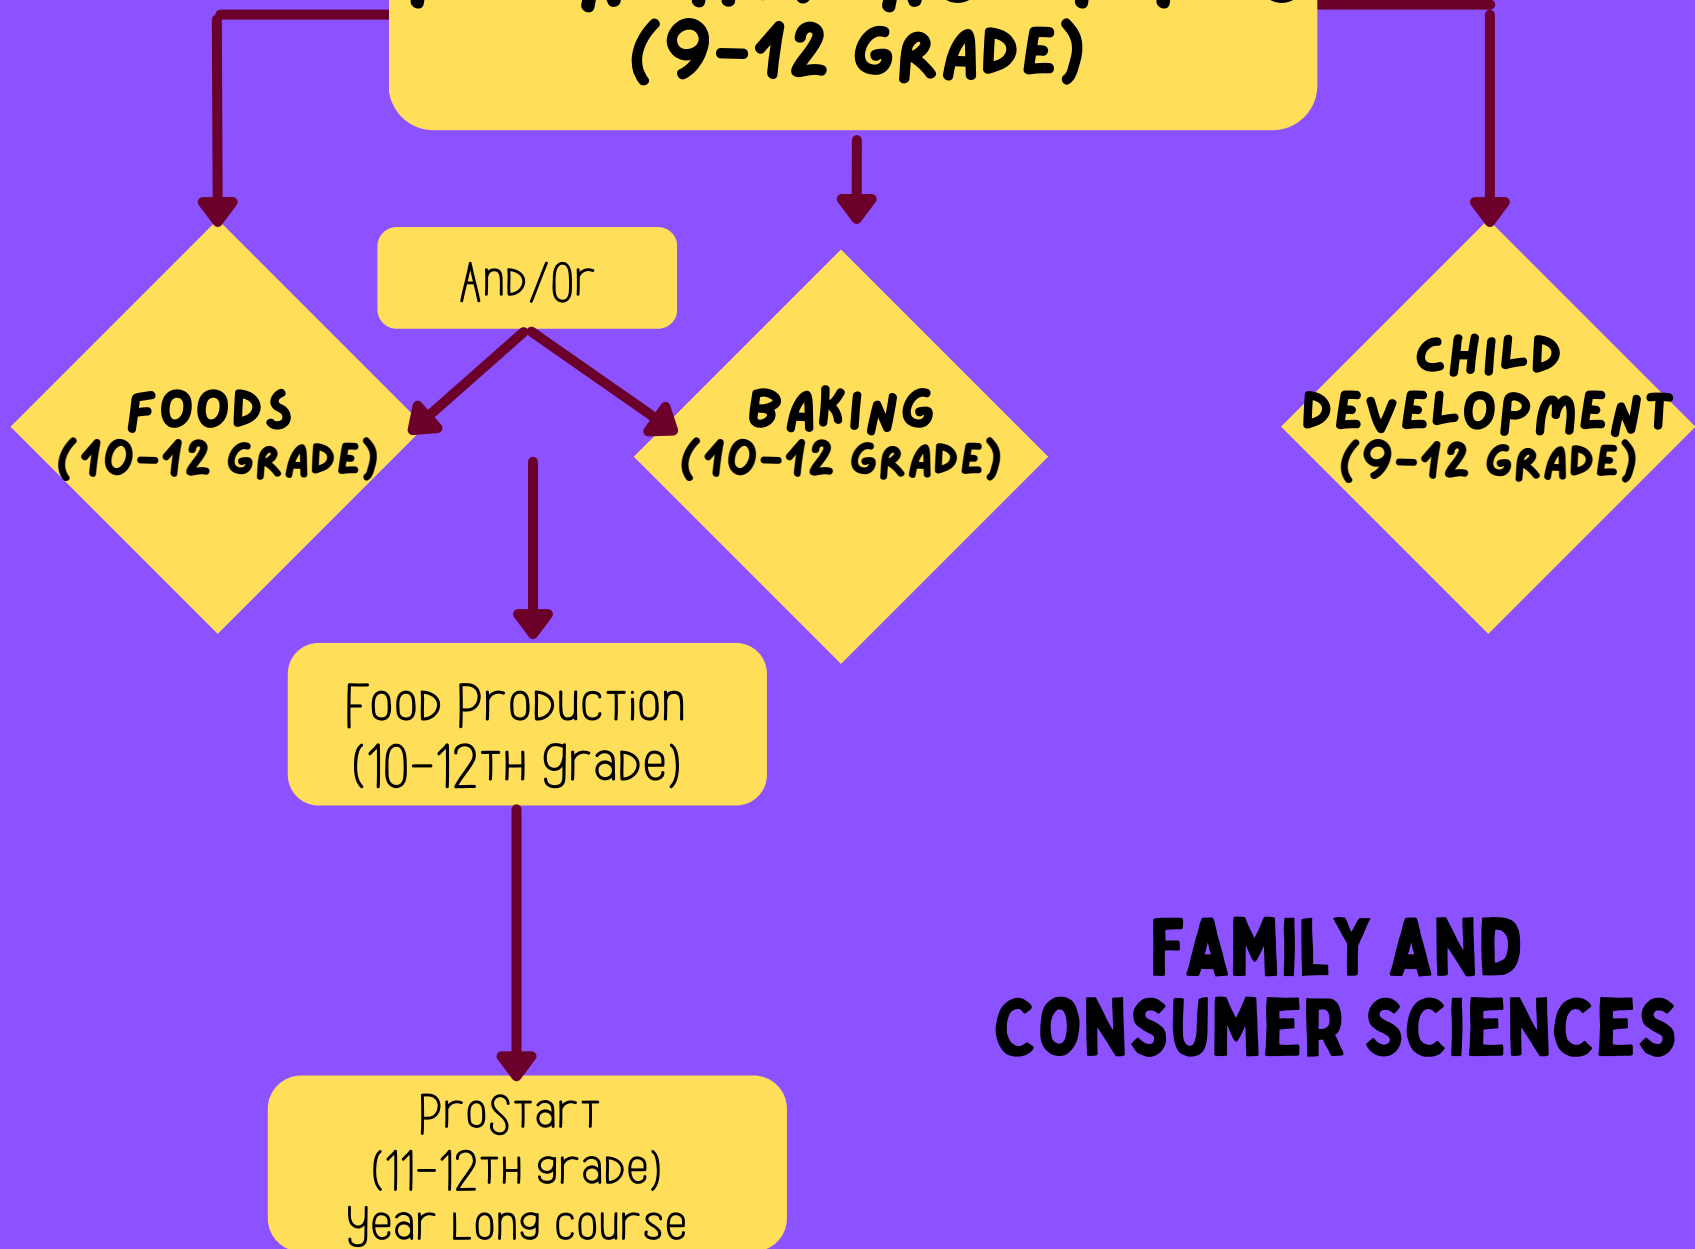 (9-12 GRADE)
And/Or
FOODS
(10-12 GRADE)
BAKING
(10-12 GRADE)
CHILD
DEVELOPMENT
(9-12 GRADE)
Food Production
(10-12th grade)
FAMILY AND
CONSUMER SCIENCES
ProStart
(11-12th grade)
Year Long course